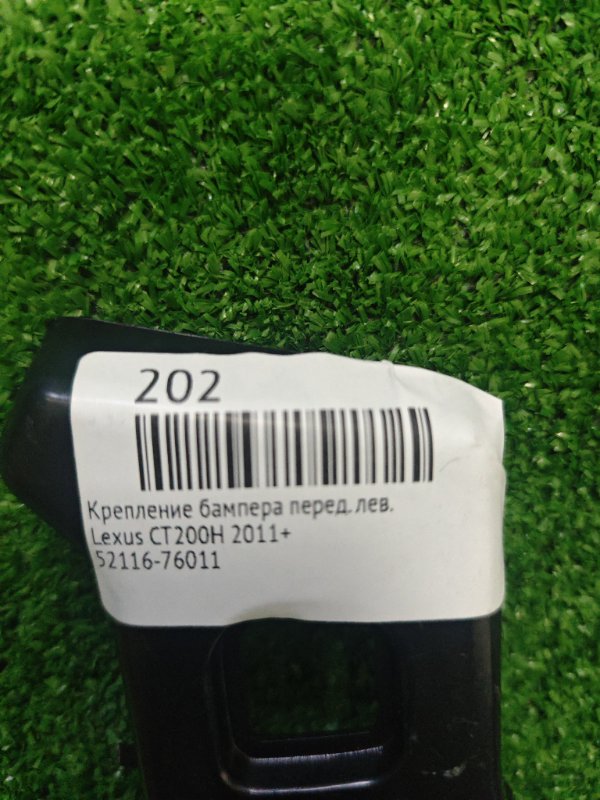 202
Крепление бампера перед. лев.
Lexus CT200H 2011+
52116-76011